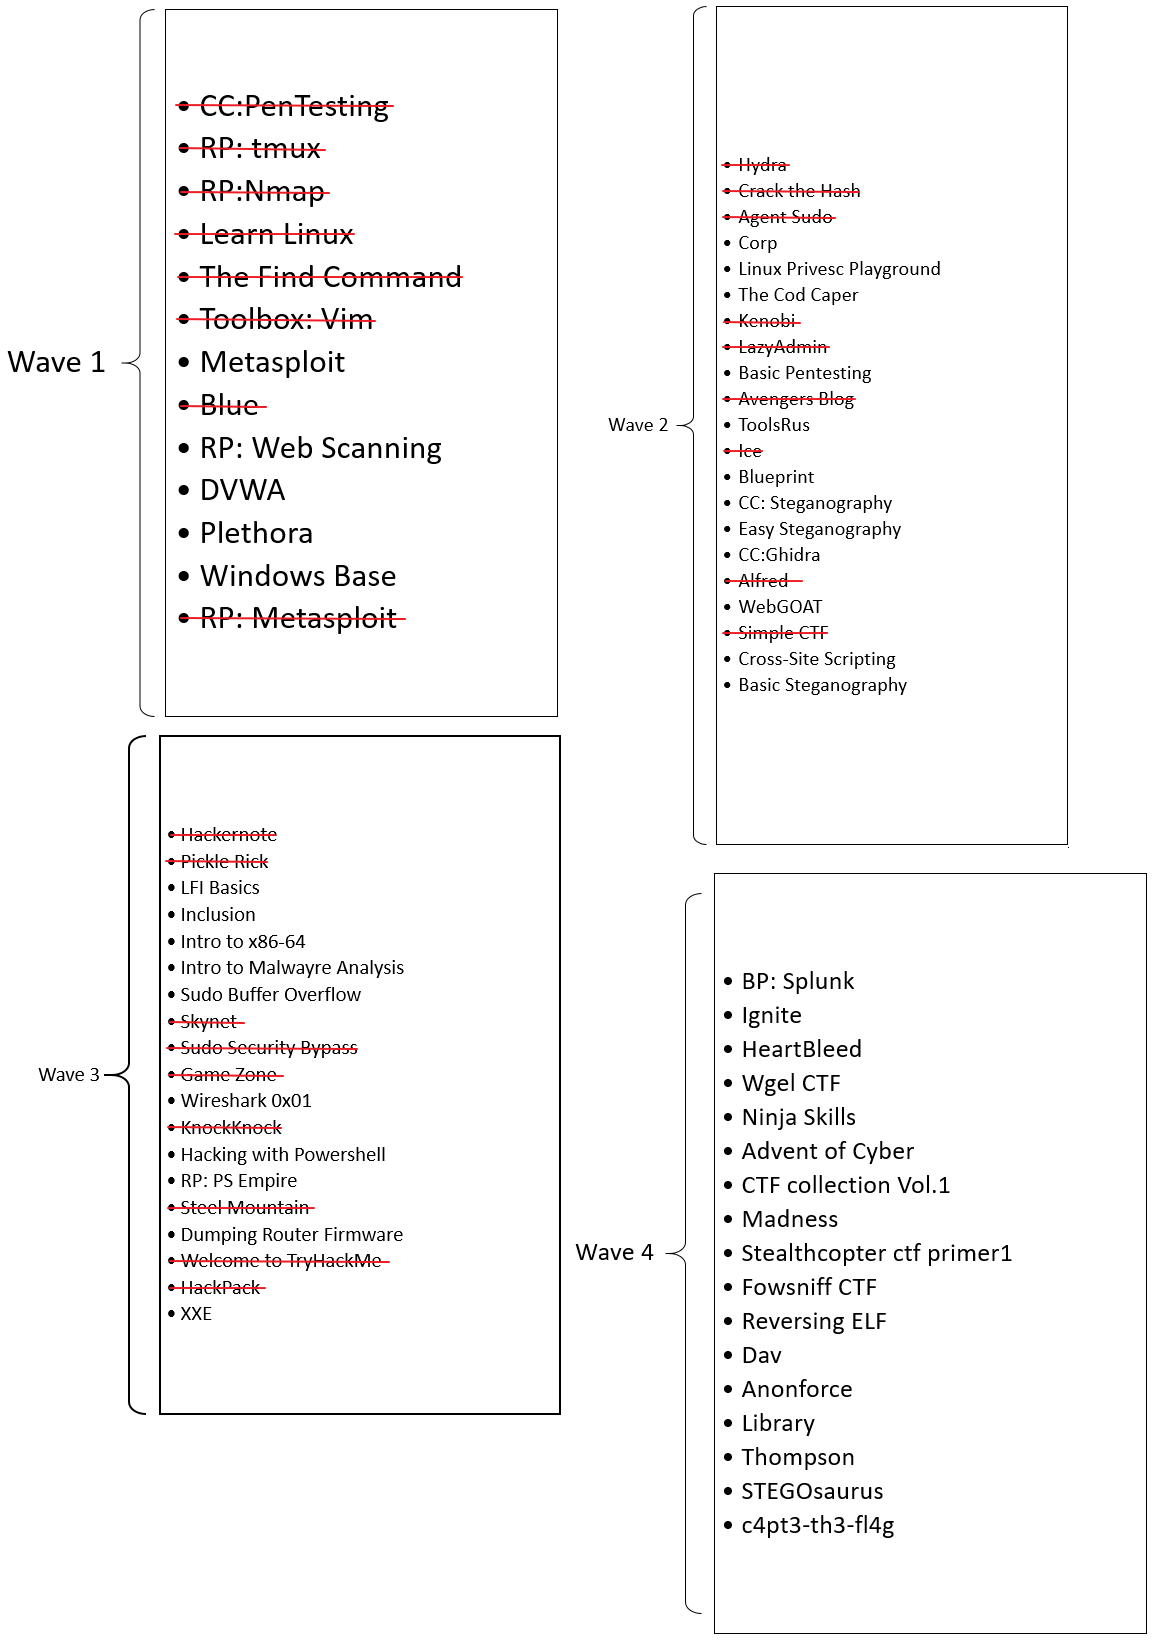 Wave 1
• CC:PenTesting
• RP: tmux
• RP:Nmap
• Learn Linux
• The Find Command
• Toolbox: Vim
• Metasploit
• Blue
• RP: Web Scanning
• DVWA
• Plethora
• Windows Base
• RP: Metasploit
Wave 2
• Hydra
• Crack the Hash
• Agent Sudo
• Corp
• Linux Privesc Playground
• The Cod Caper
• Kenobi
• LazyAdmin
• Basic Pentesting
• Avengers Blog
• ToolsRus
• Ice
• Blueprint
• CC: Steganography
• Easy Steganography
• CC:Ghidra
• Alfred
• WebGOAT
• Simple CTF
• Cross-Site Scripting
• Basic Steganography
Wave 3
• Hackernote
• Pickle Rick
• LFI Basics
• Inclusion
• Intro to x86-64
• Intro to Malwayre Analysis
• Sudo Buffer Overflow
• Skynet
• Sudo Security Bypass
• Game Zone
• Wireshark 0x01
• KnockKnock
• Hacking with Powershell
• RP: PS Empire
• Steel Mountain
• Dumping Router Firmware
• Welcome to TryHackMe
• HackPack
• XXE
Wave 4
• BP: Splunk
• Ignite
• HeartBleed
• Wgel CTF
• Ninja Skills
• Advent of Cyber
• CTF collection Vol.1
• Madness
• Stealthcopter ctf primer1
• Fowsniff CTF
• Reversing ELF
• Dav
• Anonforce
• Library
• Thompson
• STEGOsaurus
• c4pt3-th3-fl4g